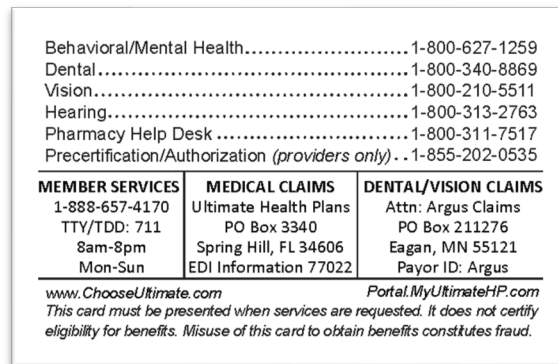 Behavioral/Mental Health.........................1-800-627-1259
Dental................................................1-800-340-8869
Vision.................................................1-800-210-5511
Hearing..............................................1-800-313-2763
Pharmacy Help Desk .............................1-800-311-7517
Precertification/Authorization (providers only)..1-855-202-0535
MEMBER SERVICES
1-888-657-4170
TTY/TDD: 711
8am-8pm
Mon-Sun
MEDICAL CLAIMS
Ultimate Health Plans
PO Box 3340
Spring Hill, FL 34606
EDI Information 77022
DENTAL/VISION CLAIMS
Attn: Argus Claims
PO Box 211276
Eagan, MN 55121
Payor ID: Argus
www.ChooseUltimate.com Portal.MyUltimateHP.com
This card must be presented when services are requested. It does not certify
eligibility for benefits. Misuse of this card to obtain benefits constitutes fraud.